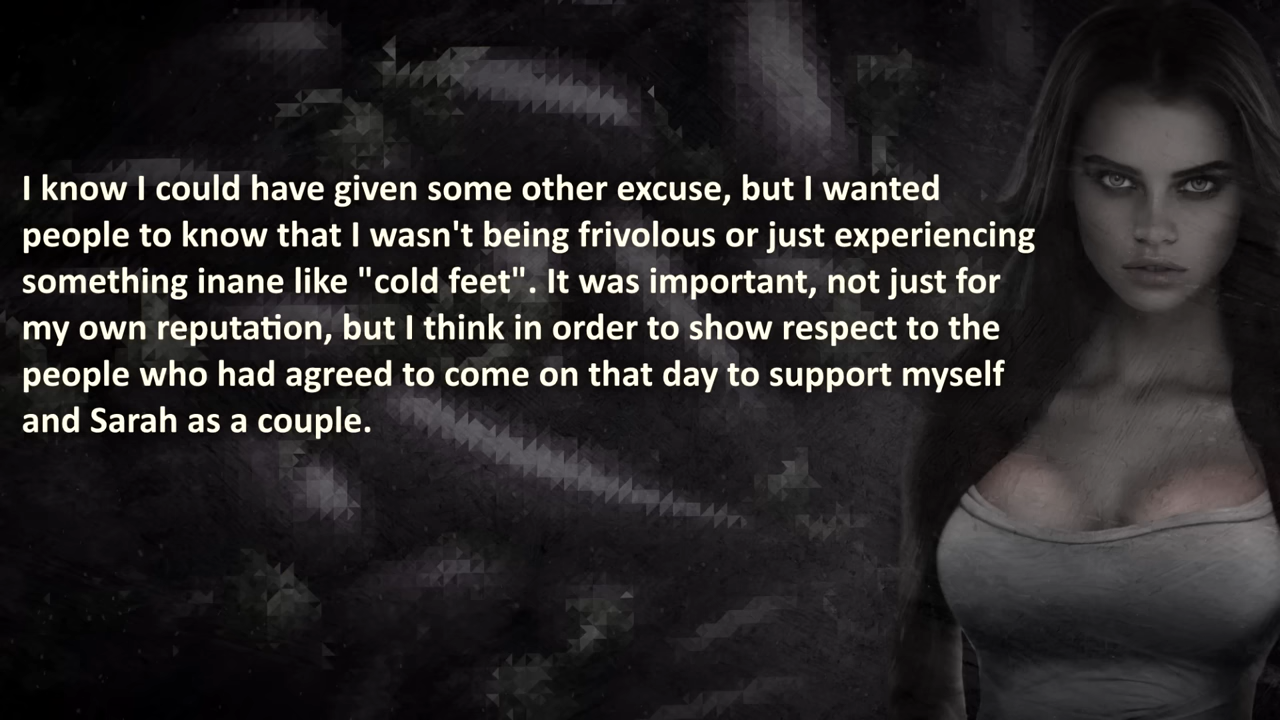 I know I could have given some other excuse, but I wanted
people to know that I wasn't being frivolous or just experiencing
something inane like "cold feet". It was important, not just for
my own reputation, but I think in order to show respect to the
people who had agreed to come on that day to support myself
and Sarah as a couple.